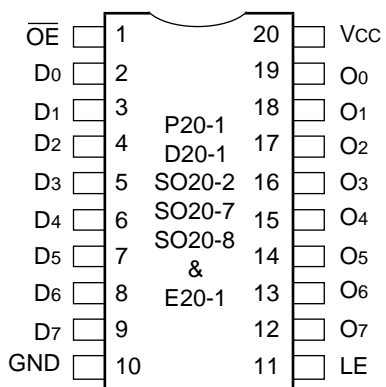 OE 1 20 VCC
D0 2 19 O0
D1 3 18 O1
D2 4 17 O2
D3 5 16 O3
D4 6 15 O4
D5 7 14 O5
D6 8 13 O6
D7 9 12 O7
GND 10 11 LE
P20-1
D20-1
SO20-2
SO20-7
SO20-8
&
E20-1